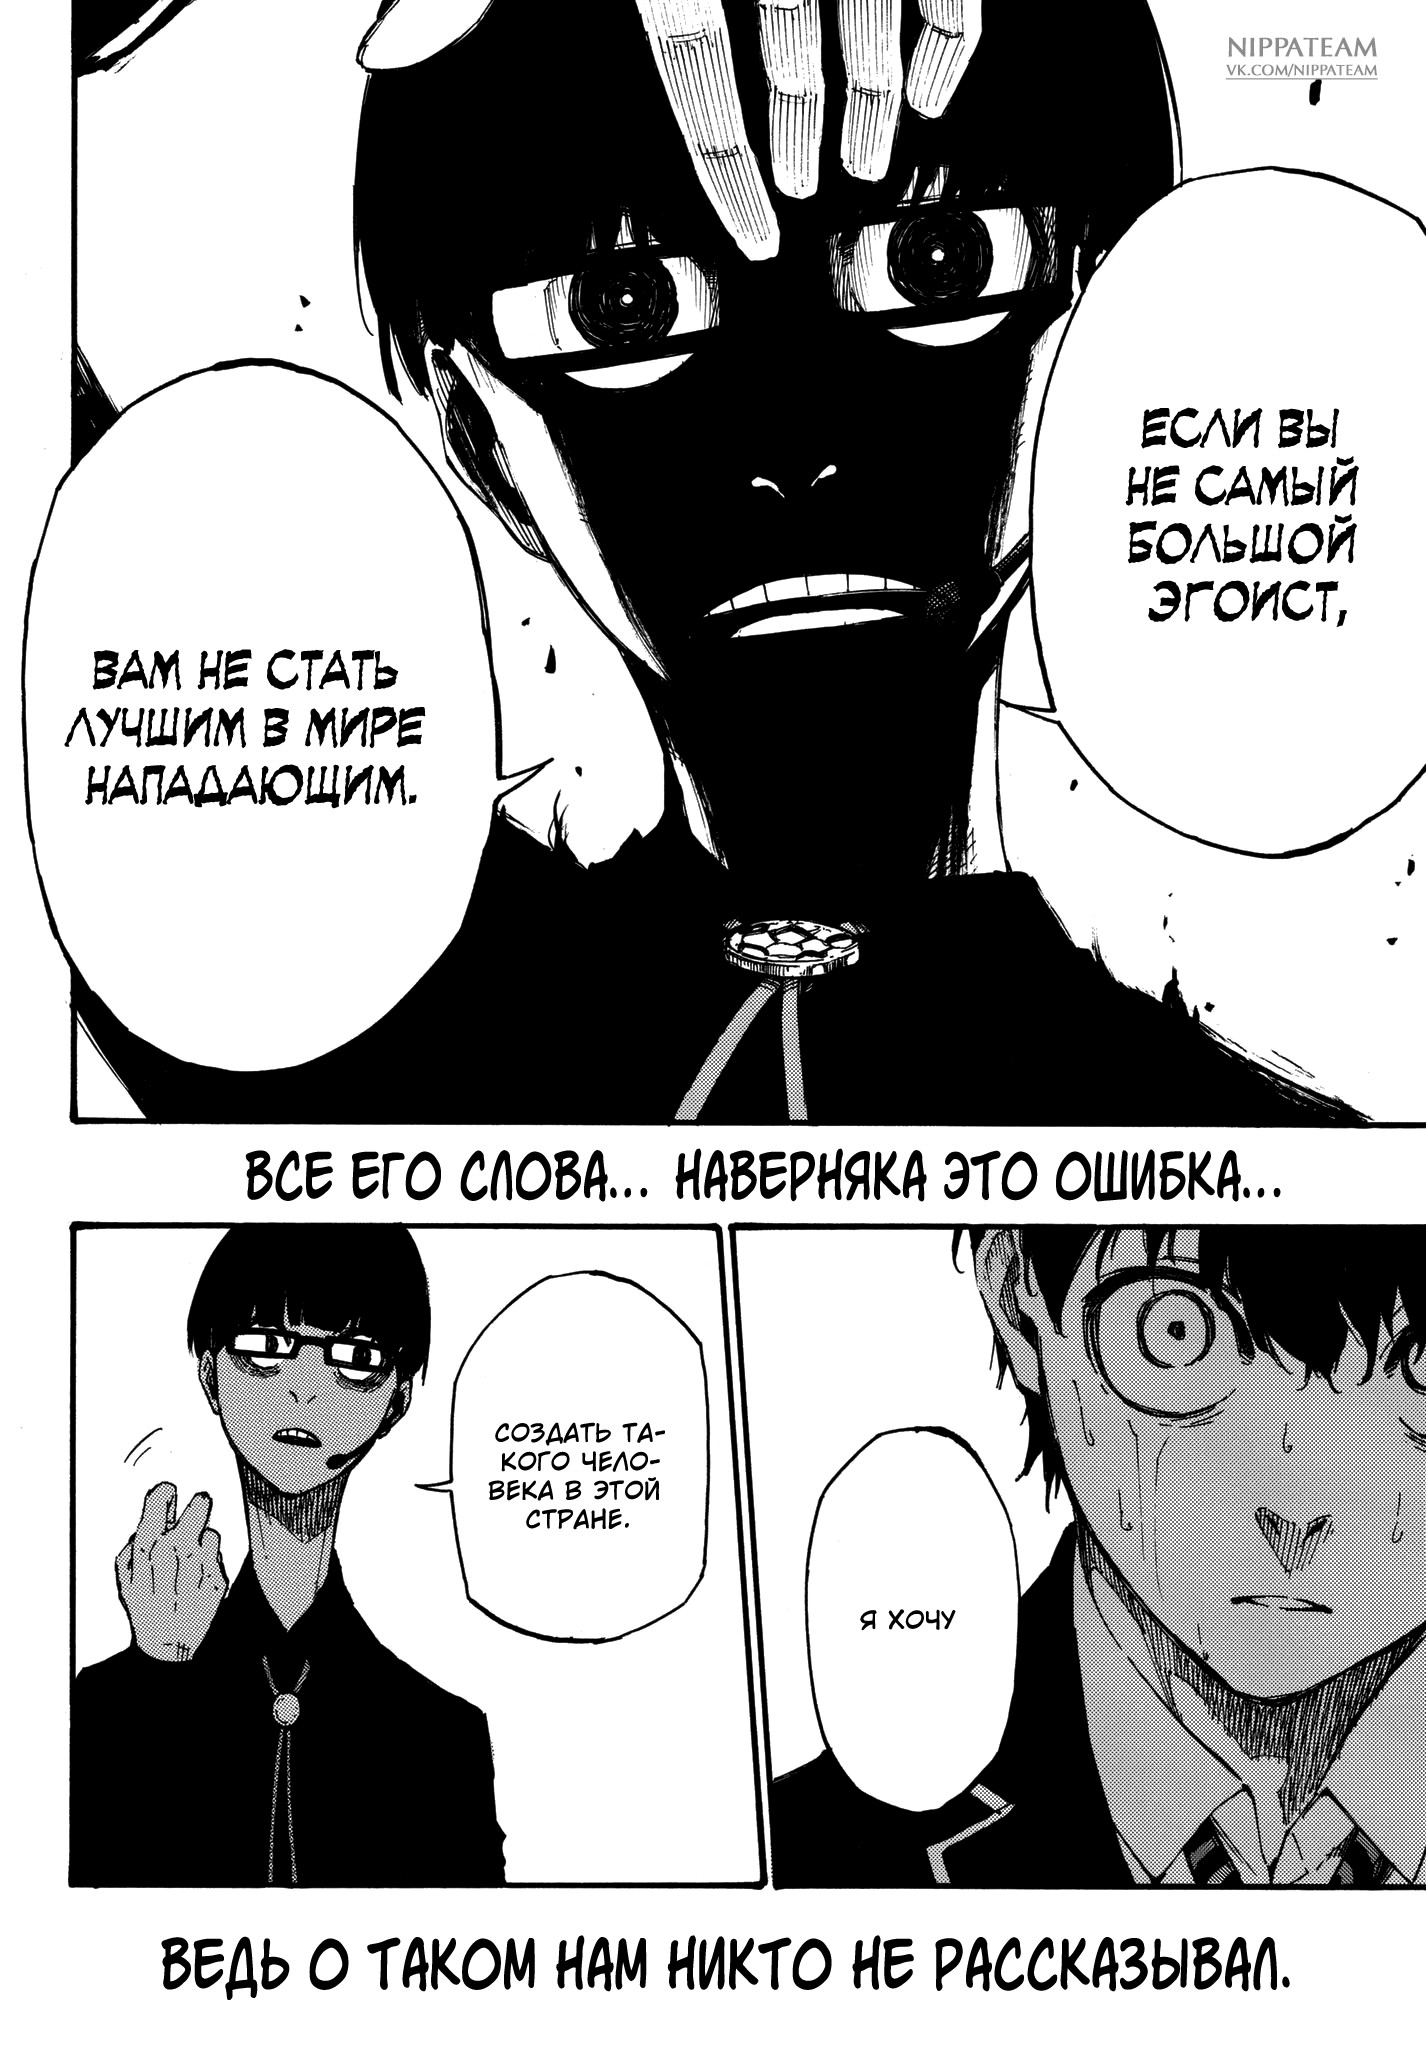 NIPPATEAM
VK.COM/NIPPATEAM
ЕСЛИ ВЫ
НЕ САМЫЙ
БОЛЬШОЙ
ЭГОИСТ,
ВАМ НЕ СТАТЬ
ЛУЧШИМ В МИРЕ
НАПАДАЮЩИМ.
ВСЕ ЕГО СЛОВА... НАВЕРНЯКА ЭТО ОШИБКА...
Я ХОЧУ
СОЗДАТЬ ТА-
КОГО ЧЕЛО-
ВЕКА В ЭТОЙ
СТРАНЕ.
ВЕДЬ О ТАКОМ НАМ НИКТО НЕ РАССКАЗЫВАЛ.